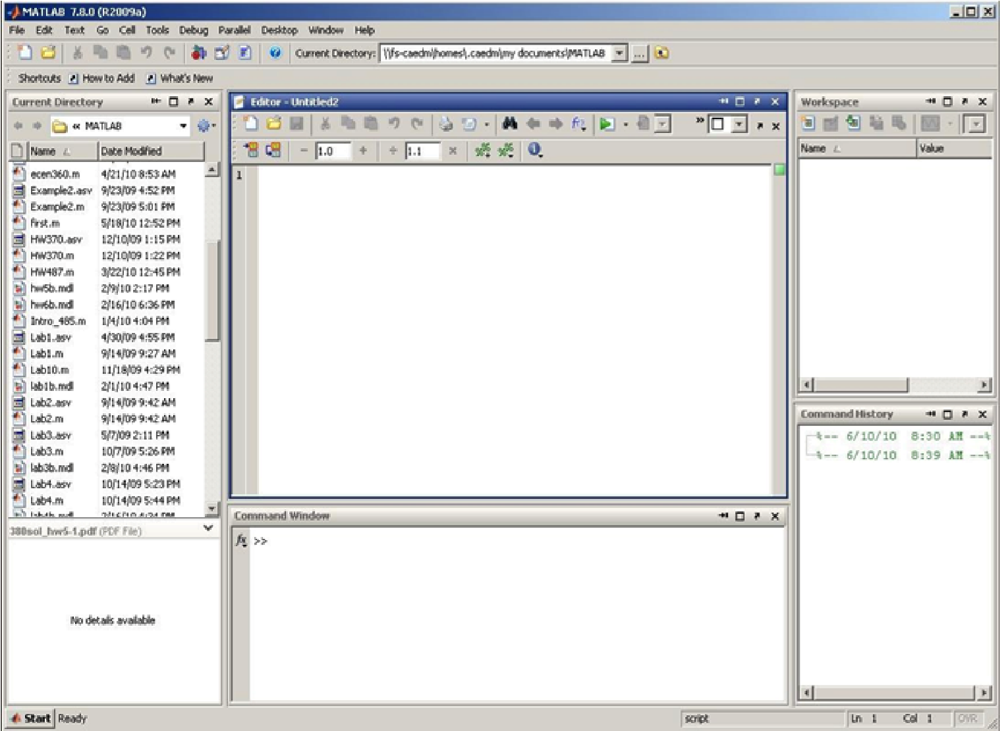 MATLAB 7.8.0 (R2009a)
File Edit Text Go Cell Tools Debug Parallel Desktop Window Help
Current Directory: \\fs-caedm\homes\.caedm\my documents\MATLAB ...
Shortcuts How to Add What's New
Current Directory
« MATLAB
Name Date Modified
ecen360.m 4/21/10 8:53 AM
Example2.asv 9/23/09 4:52 PM
Example2.m 9/23/09 5:01 PM
first.m 5/18/10 12:52 PM
HW370.asv 12/10/09 1:15 PM
HW370.m 12/10/09 1:22 PM
HW487.m 3/22/10 12:45 PM
hw5b.mdl 2/9/10 2:17 PM
hw6b.mdl 2/16/10 6:36 PM
Intro_485.m 1/4/10 4:04 PM
Lab1.asv 4/30/09 4:55 PM
Lab1.m 9/14/09 9:27 AM
Lab10.m 11/18/09 4:29 PM
lab1b.mdl 2/1/10 4:47 PM
Lab2.asv 9/14/09 9:42 AM
Lab2.m 9/14/09 9:42 AM
Lab3.asv 5/7/09 2:11 PM
Lab3.m 10/7/09 5:26 PM
lab3b.mdl 2/8/10 4:46 PM
Lab4.asv 10/14/09 5:23 PM
Lab4.m 10/14/09 5:44 PM
380sol_hw5-1.pdf (PDF File)
No details available
Editor - Untitled2
- 1.0 + ÷ 1.1 ×
1
Command Window
fx >>
Workspace
Name Value
Command History
%-- 6/10/10 8:30 AM --%
%-- 6/10/10 8:39 AM --%
Start Ready
script Ln 1 Col 1 OVR